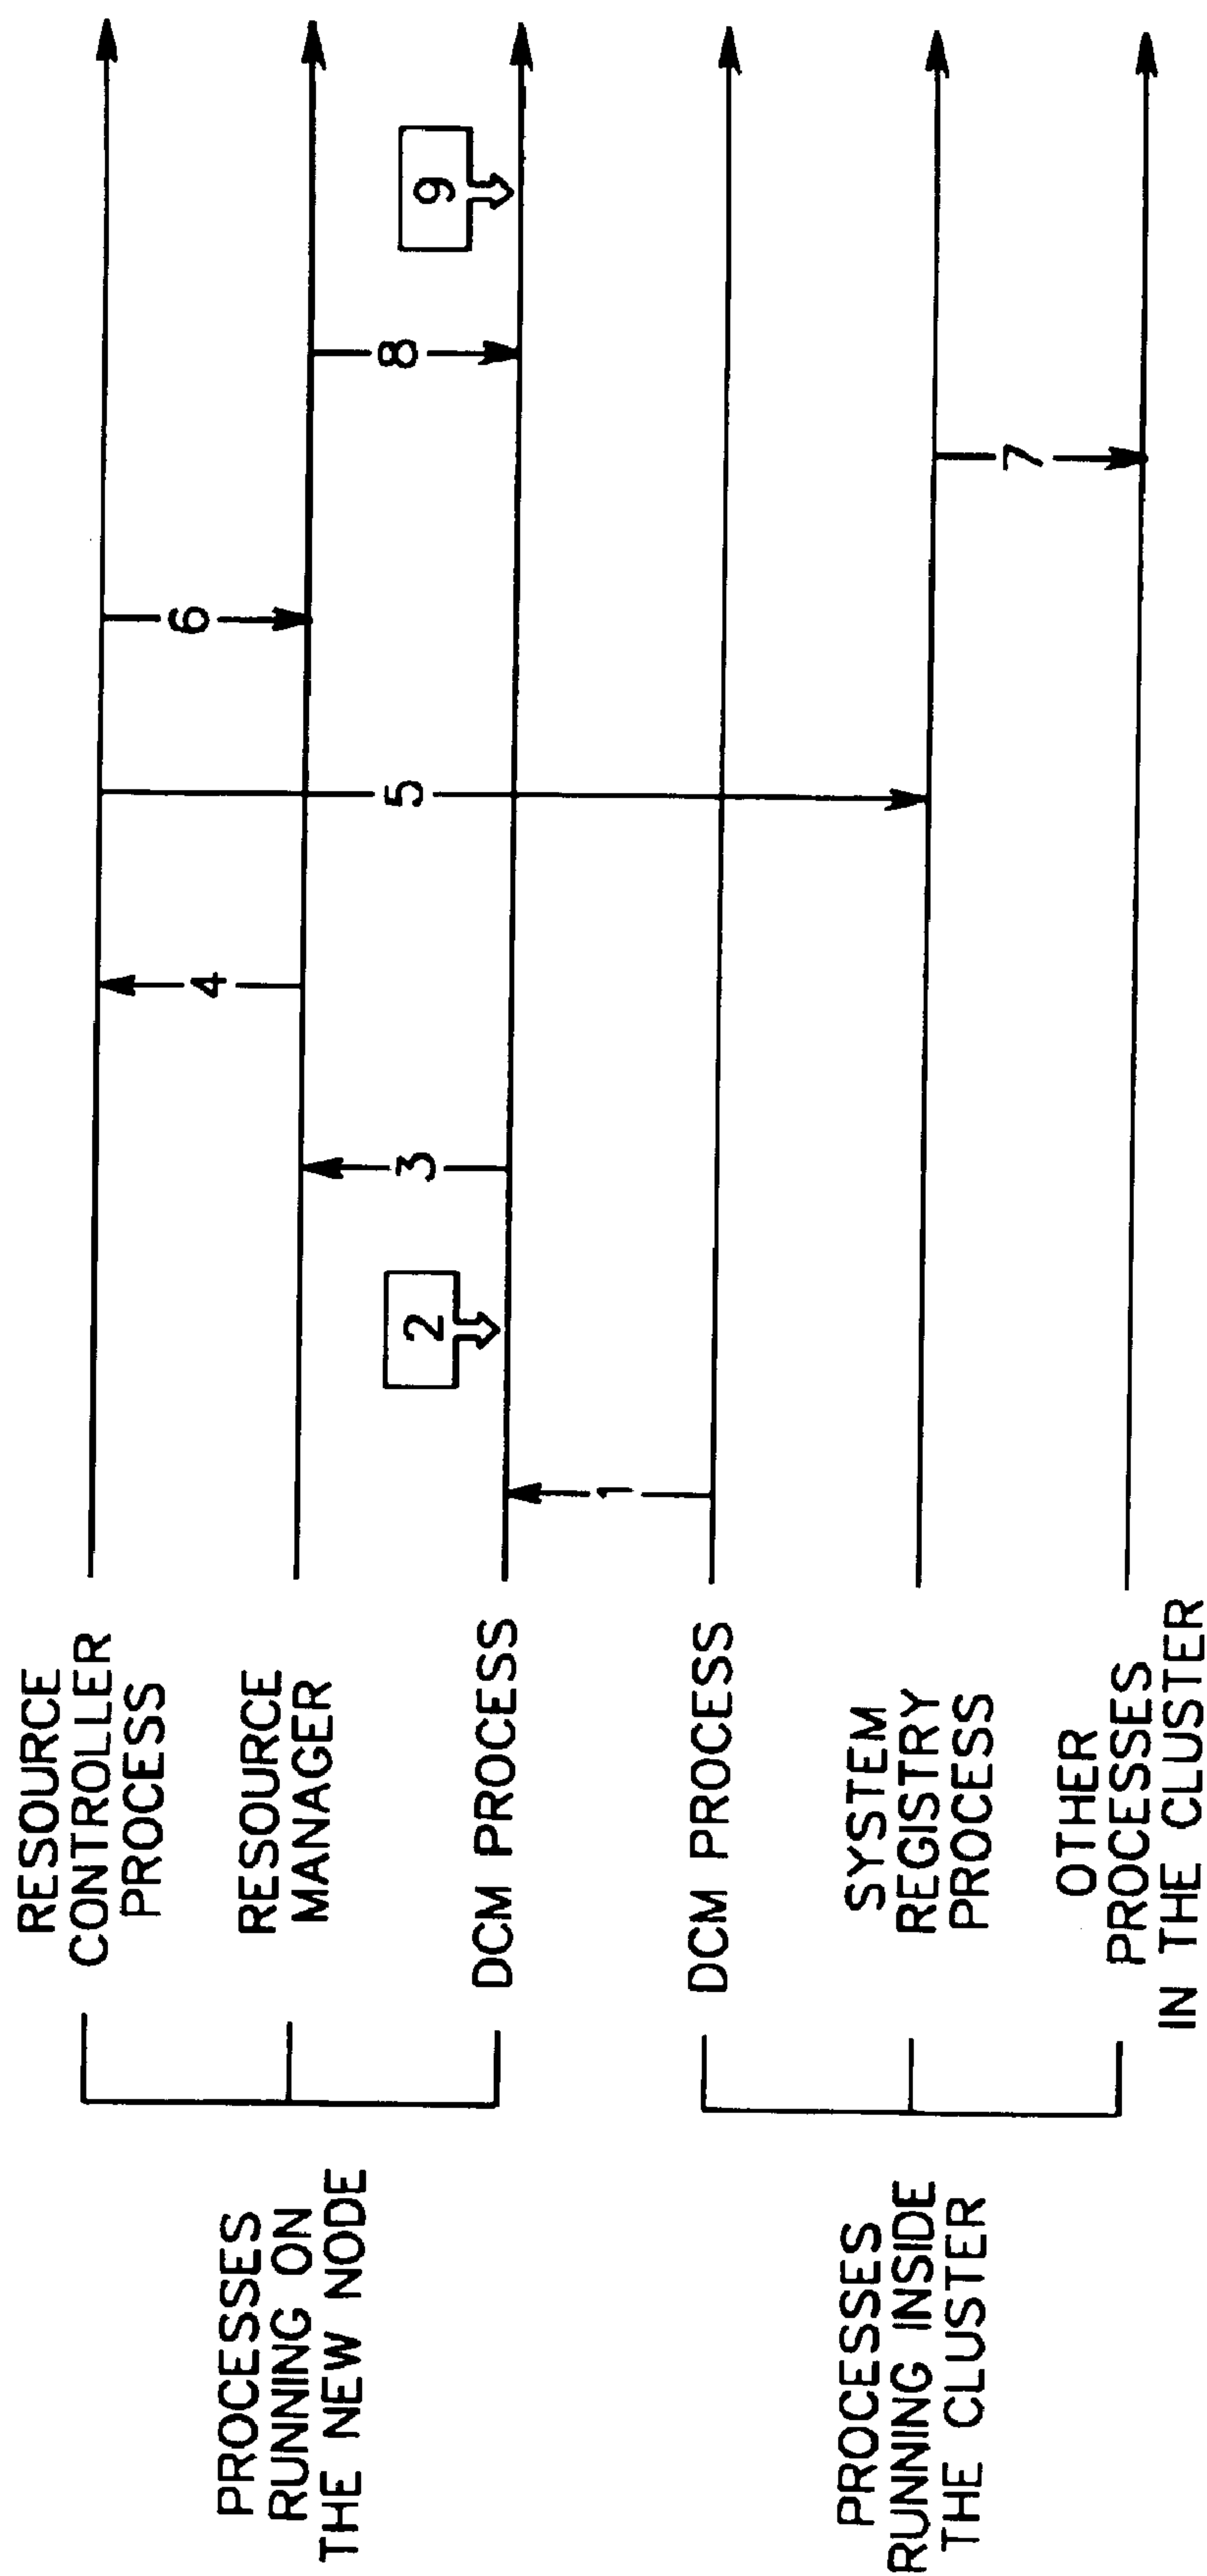 PROCESSES
RUNNING ON
THE NEW NODE
RESOURCE
CONTROLLER
PROCESS
RESOURCE
MANAGER
DCM PROCESS
PROCESSES
RUNNING INSIDE
THE CLUSTER
DCM PROCESS
SYSTEM
REGISTRY
PROCESS
OTHER
PROCESSES
IN THE CLUSTER
1
2
3
4
5
6
7
8
9